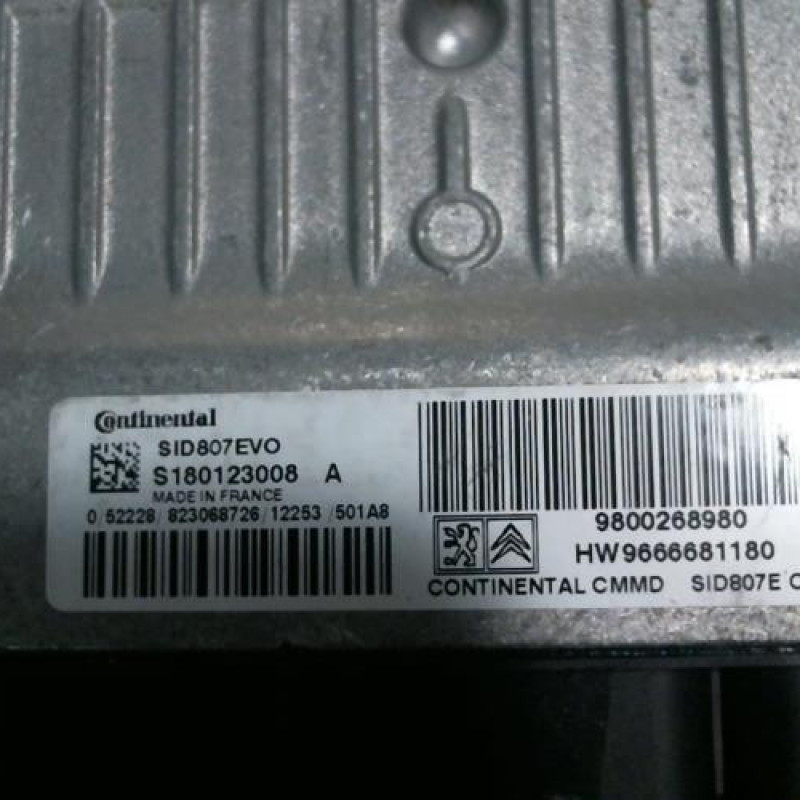 Continental
SID807EVO
S180123008 A
MADE IN FRANCE
0/52228/823068726/12253/501A8
9800268980
HW9666681180
CONTINENTAL CMMD SID807E